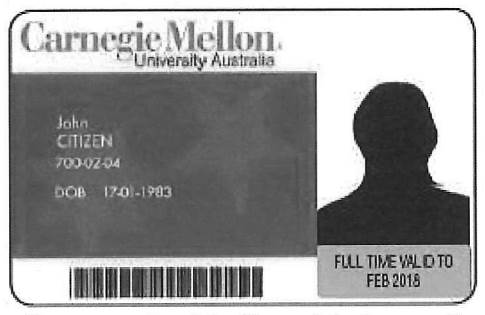 Carnegie Mellon
University Australia
John
CITIZEN
700-02-04
DOB 17-01-1983
FULL TIME VALID TO
FEB 2018